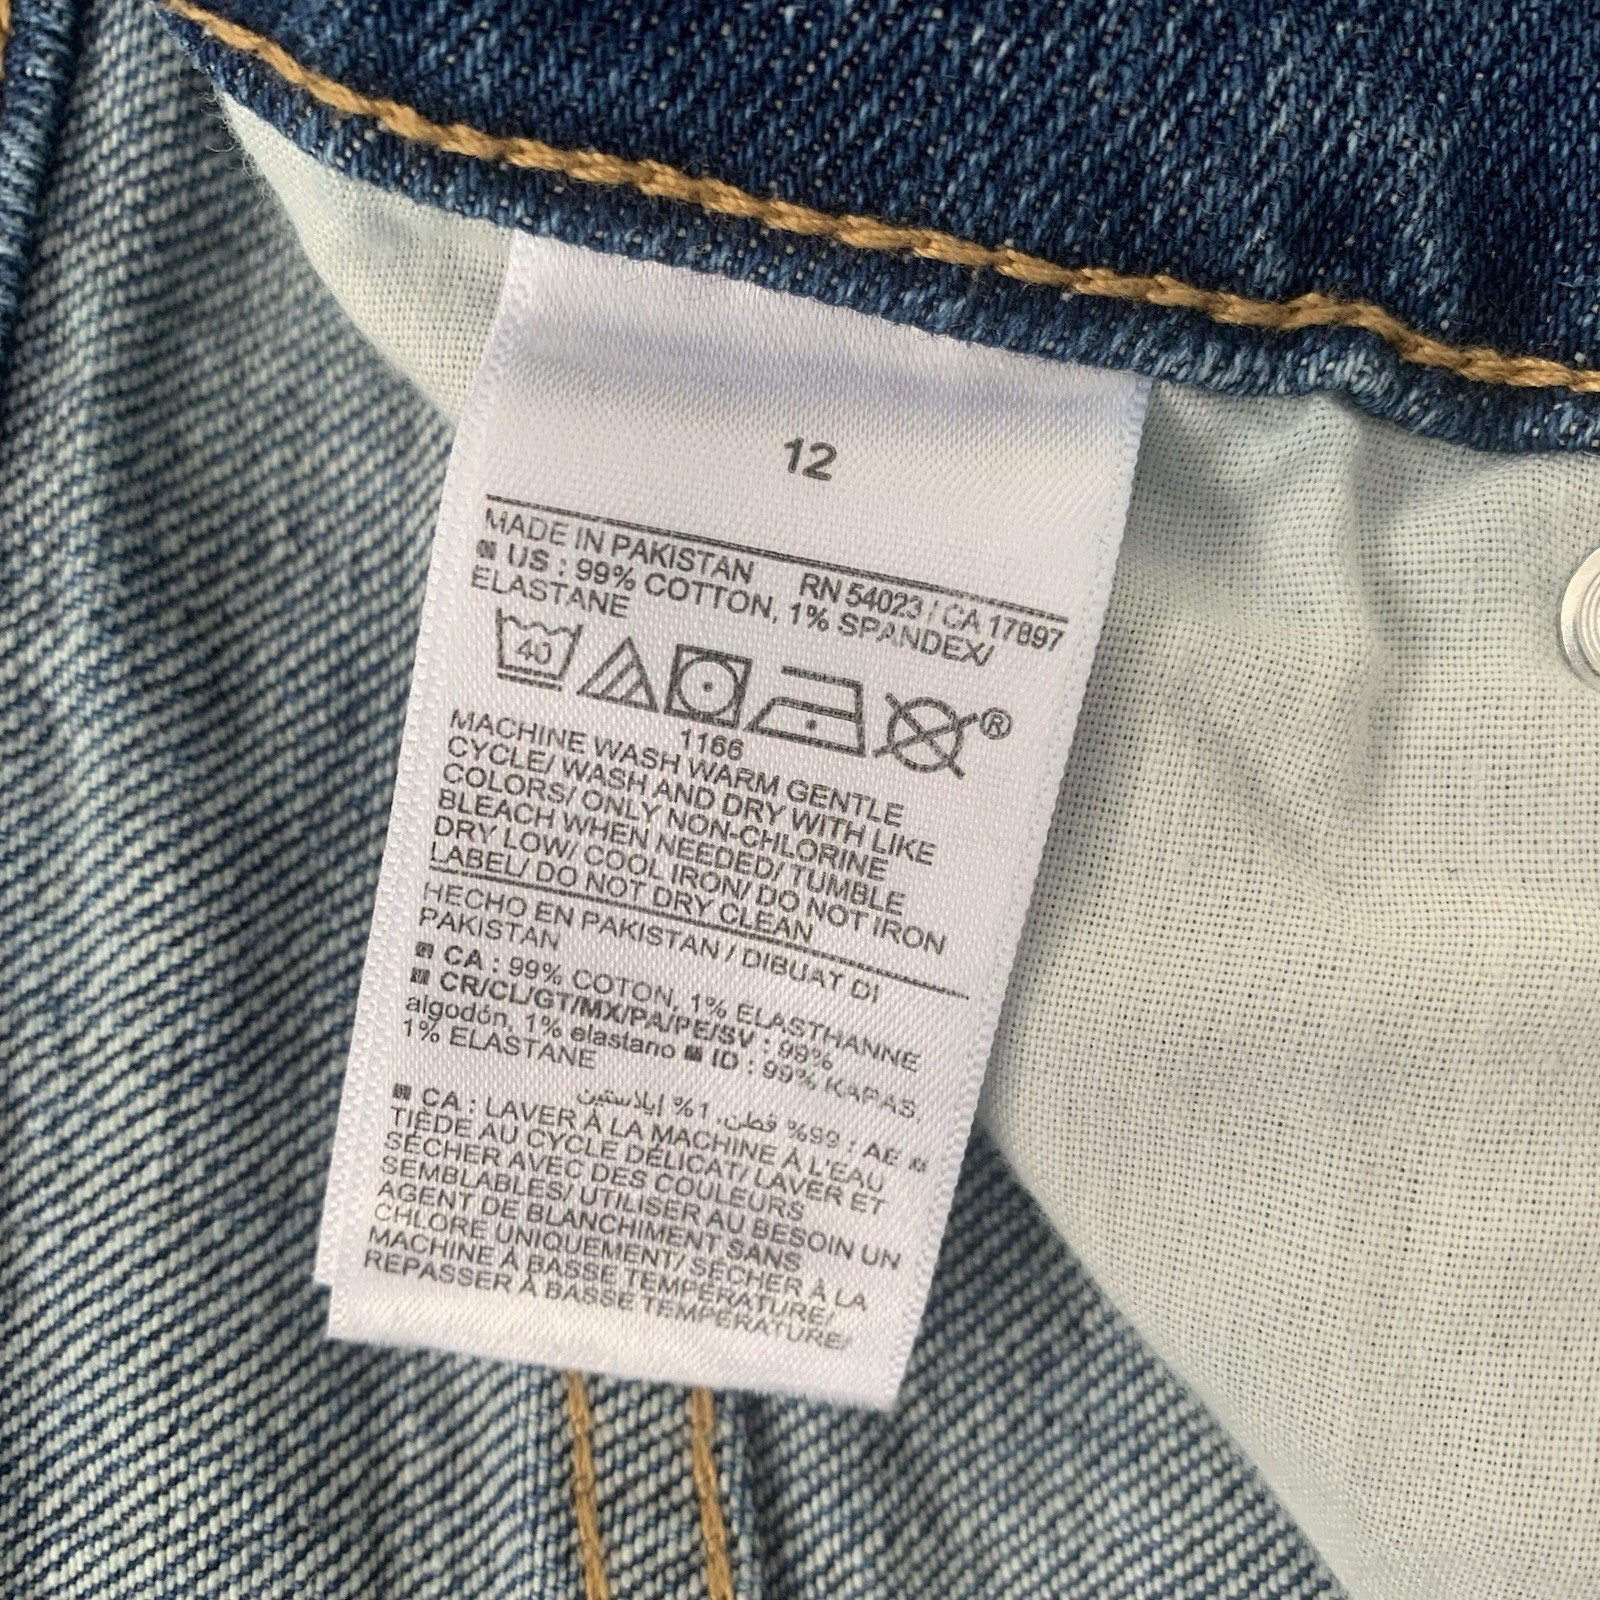 12
MADE IN PAKISTAN RN 54023 / CA 17897
US : 99% COTTON, 1% SPANDEX/
ELASTANE
40
®
1166
MACHINE WASH WARM GENTLE
CYCLE/ WASH AND DRY WITH LIKE
COLORS/ ONLY NON-CHLORINE
BLEACH WHEN NEEDED/ TUMBLE
DRY LOW/ COOL IRON/ DO NOT IRON
LABEL/ DO NOT DRY CLEAN
HECHO EN PAKISTAN / DIBUAT DI
PAKISTAN
CA : 99% COTON, 1% ELASTHANNE
CR/CL/GT/MX/PA/PE/SV : 99%
algodón, 1% elastano ID : 99% KAPAS,
1% ELASTANE
AE : 99% قطن, 1% إيلاستين
CA : LAVER À LA MACHINE À L'EAU
TIÈDE AU CYCLE DÉLICAT/ LAVER ET
SÉCHER AVEC DES COULEURS
SEMBLABLES/ UTILISER AU BESOIN UN
AGENT DE BLANCHIMENT SANS
CHLORE UNIQUEMENT/ SÉCHER À LA
MACHINE À BASSE TEMPÉRATURE/
REPASSER À BASSE TEMPÉRATURE/